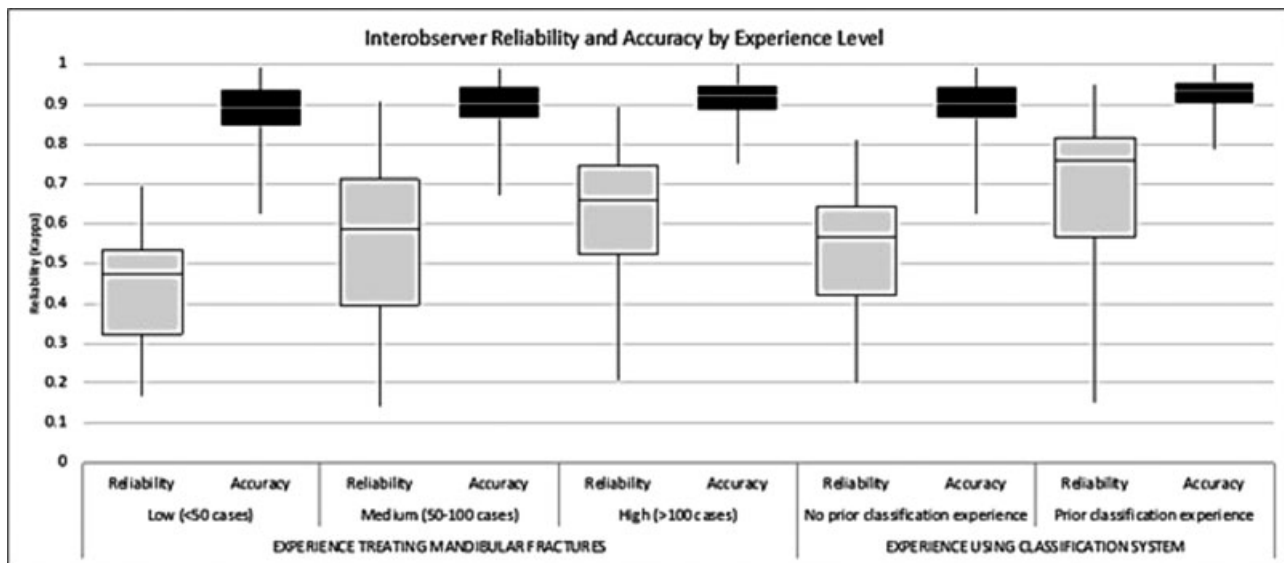 Interobserver Reliability and Accuracy by Experience Level
Reliability (Kappa)
1
0.9
0.8
0.7
0.6
0.5
0.4
0.3
0.2
0.1
0
Reliability Accuracy Reliability Accuracy Reliability Accuracy Reliability Accuracy Reliability Accuracy
Low (<50 cases) Medium (50-100 cases) High (>100 cases) No prior classification experience Prior classification experience
EXPERIENCE TREATING MANDIBULAR FRACTURES EXPERIENCE USING CLASSIFICATION SYSTEM